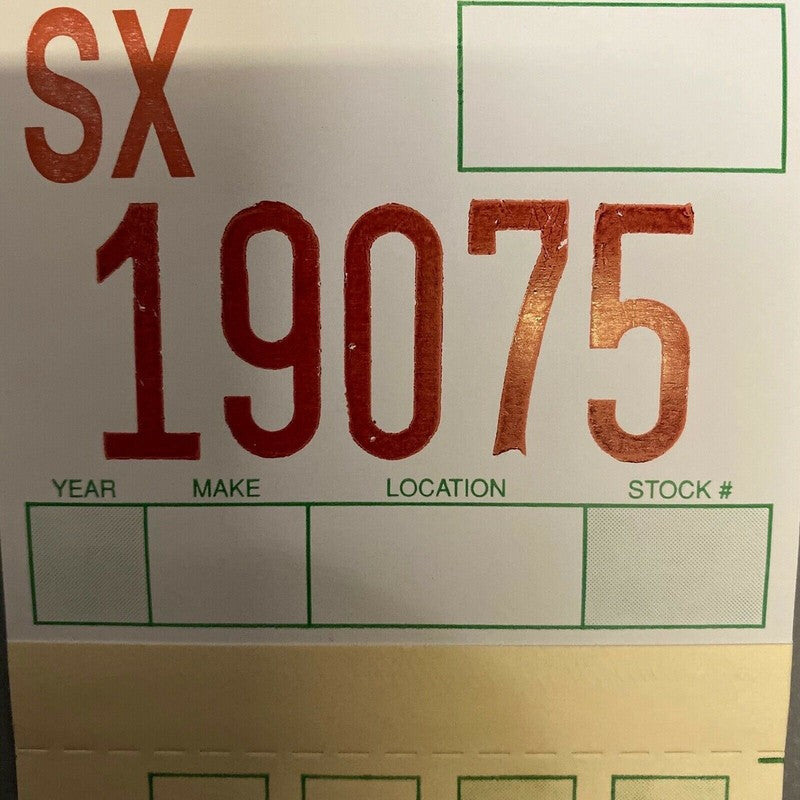 SX
19075
YEAR MAKE LOCATION STOCK #